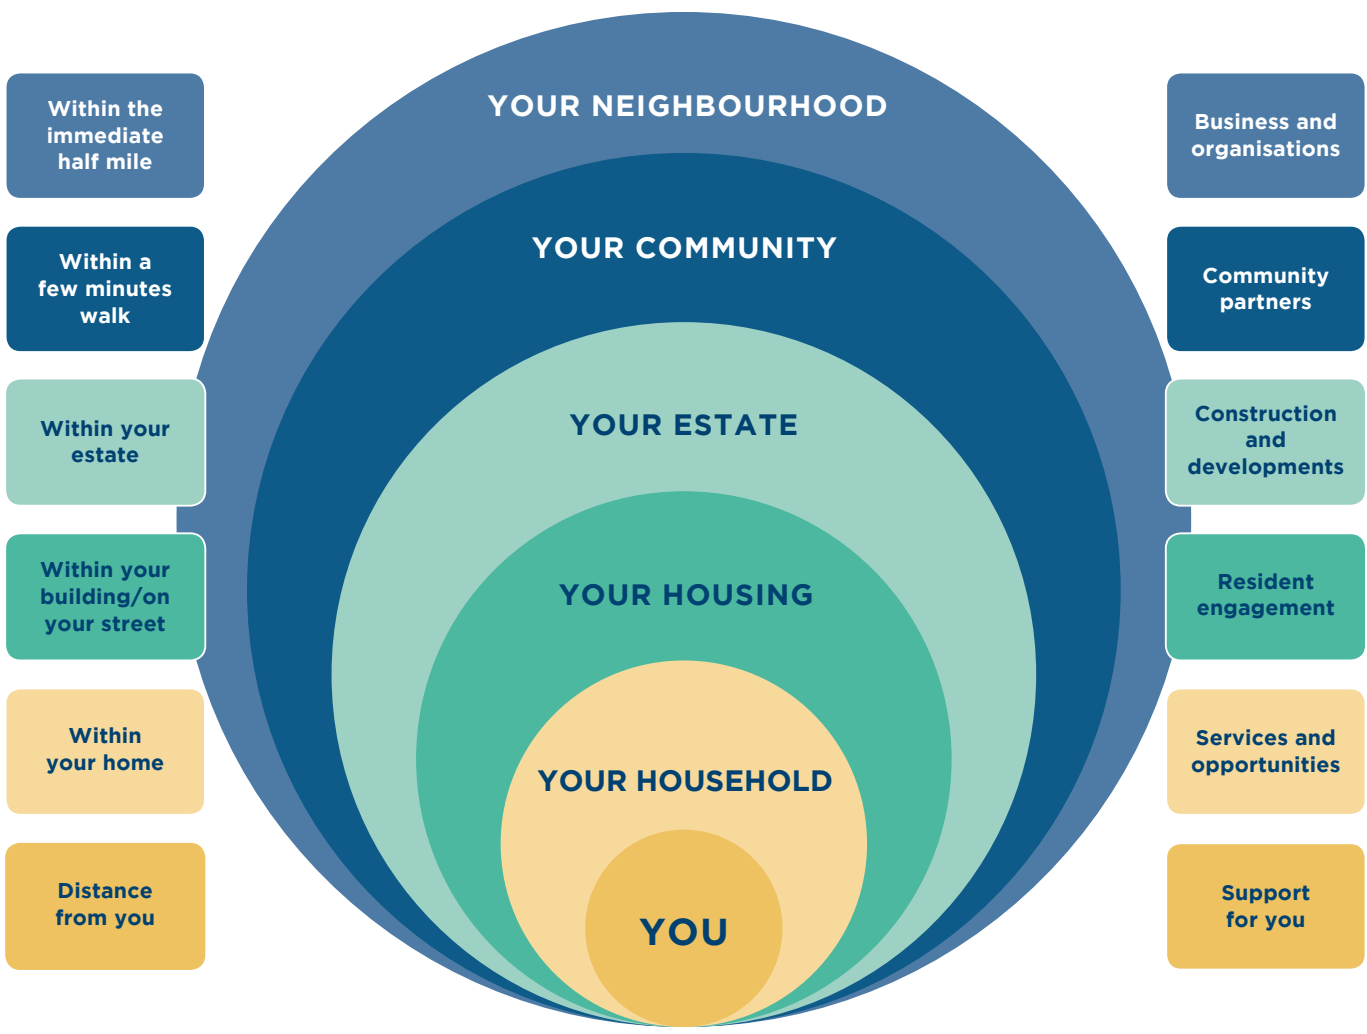 YOUR NEIGHBOURHOOD
YOUR COMMUNITY
YOUR ESTATE
YOUR HOUSING
YOUR HOUSEHOLD
YOU
Within the
immediate
half mile
Within a
few minutes
walk
Within your
estate
Within your
building/on
your street
Within
your home
Distance
from you
Business and
organisations
Community
partners
Construction
and
developments
Resident
engagement
Services and
opportunities
Support
for you